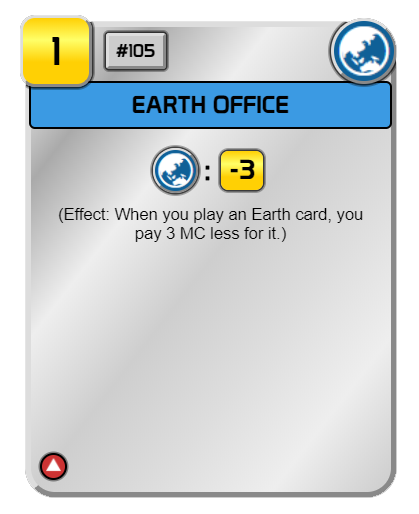 1
#105
EARTH OFFICE
: -3
(Effect: When you play an Earth card, you
pay 3 MC less for it.)